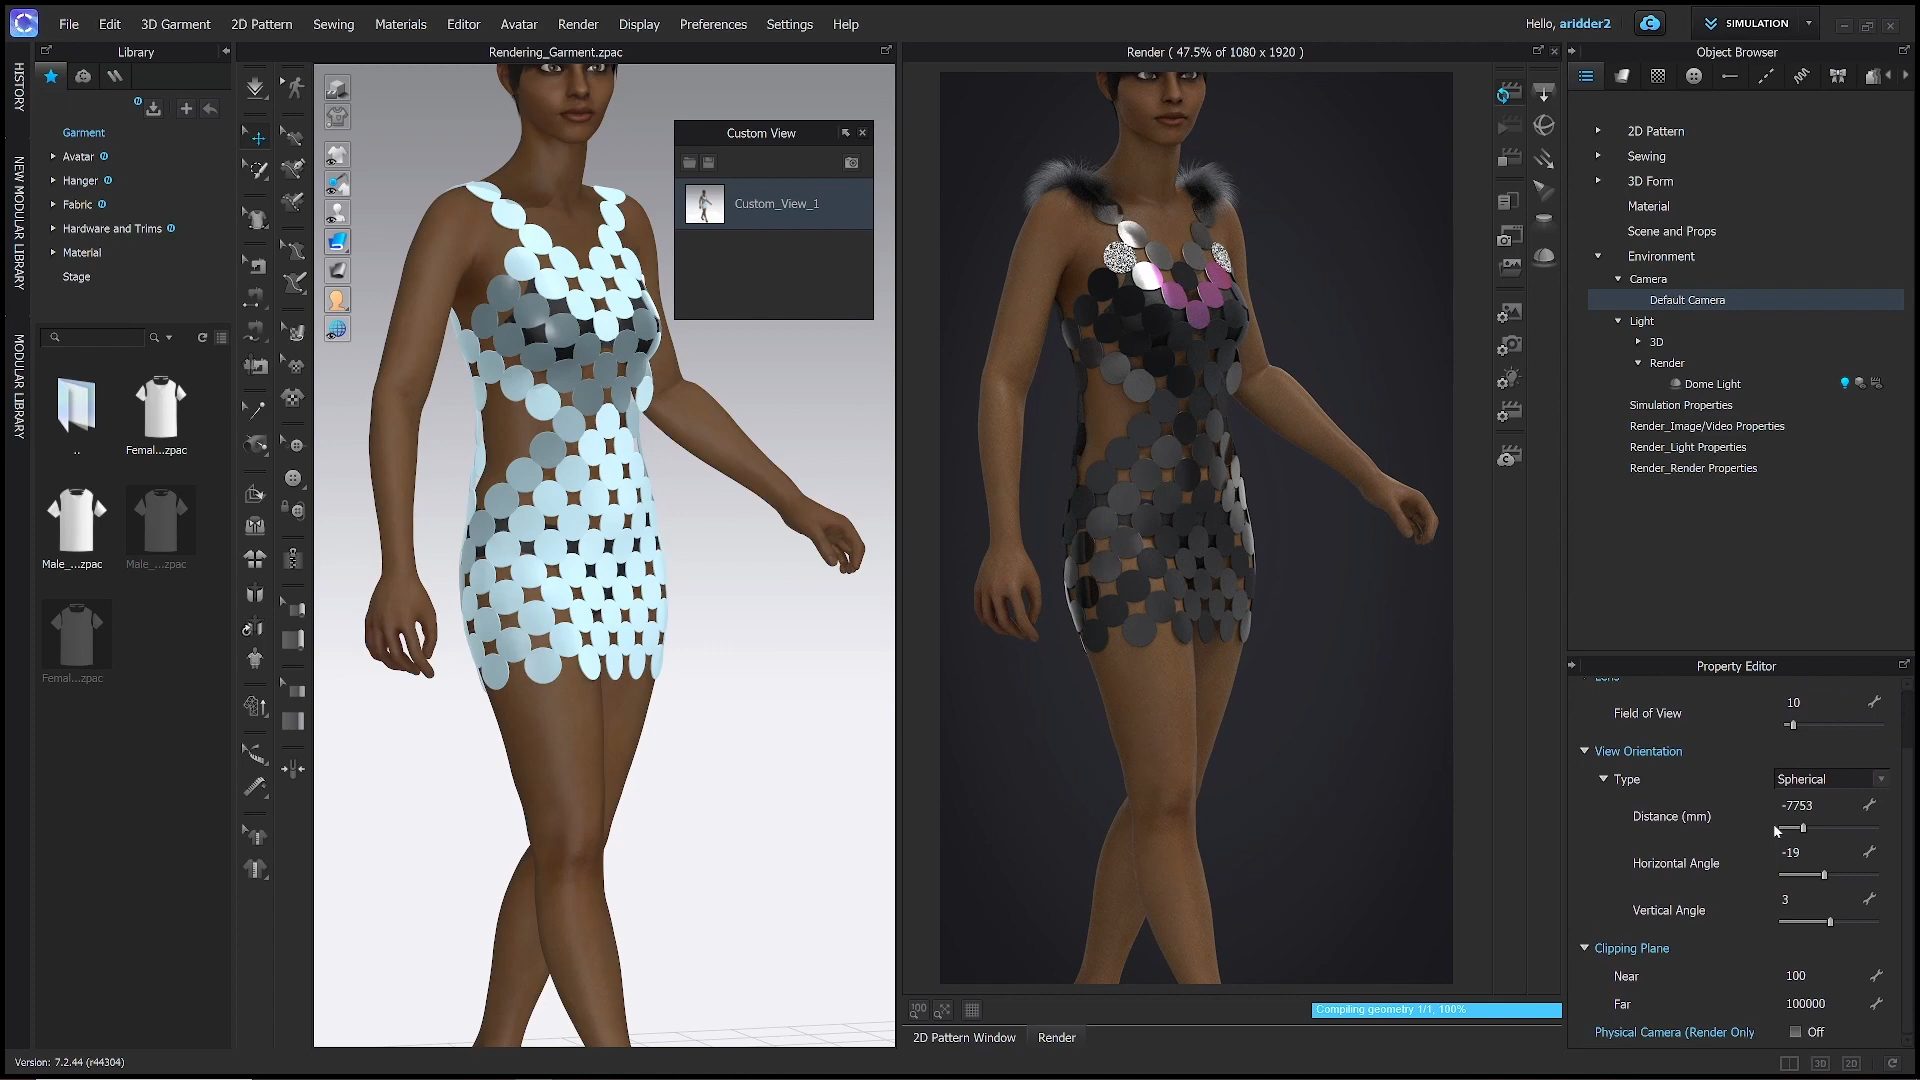 File Edit 3D Garment 2D Pattern Sewing Materials Editor Avatar Render Display Preferences Settings Help
Hello, aridder2
SIMULATION
HISTORY
NEW MODULAR LIBRARY
MODULAR LIBRARY
Library
Garment
Avatar N
Hanger N
Fabric N
Hardware and Trims N
Material
Stage
..
Femal...zpac
Male_...zpac
Male_...zpac
Femal...zpac
Rendering_Garment.zpac
Custom View
Custom_View_1
Render ( 47.5% of 1080 x 1920 )
100
Compiling geometry 1/1, 100%
2D Pattern Window
Render
Object Browser
2D Pattern
Sewing
3D Form
Material
Scene and Props
Environment
Camera
Default Camera
Light
3D
Render
Dome Light
Simulation Properties
Render_Image/Video Properties
Render_Light Properties
Render_Render Properties
Property Editor
Lens
Field of View 10
View Orientation
Type Spherical
Distance (mm) -7753
Horizontal Angle -19
Vertical Angle 3
Clipping Plane
Near 100
Far 100000
Physical Camera (Render Only Off
Version: 7.2.44 (r44304)
3D 2D